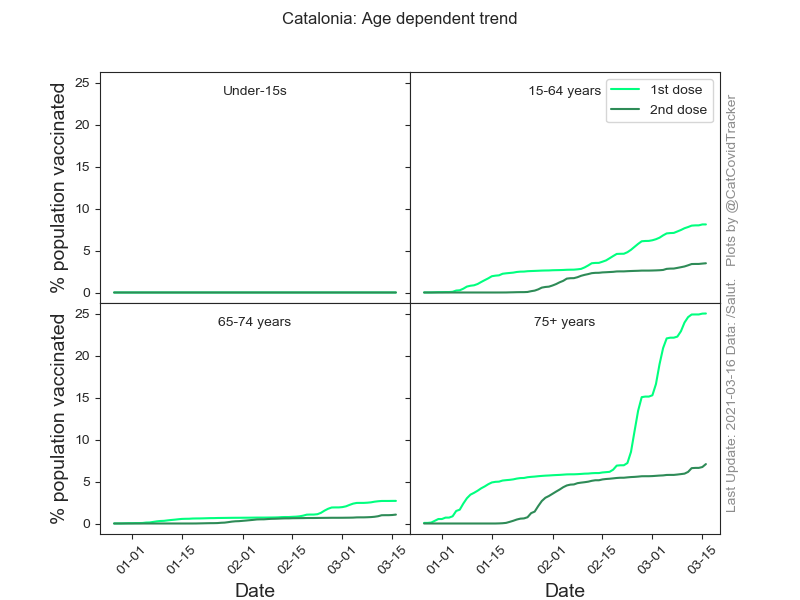 Catalonia: Age dependent trend
Under-15s
15-64 years
1st dose
2nd dose
% population vaccinated
25
20
15
10
5
0
65-74 years
75+ years
% population vaccinated
25
20
15
10
5
0
01-01
01-15
02-01
02-15
03-01
03-15
01-01
01-15
02-01
02-15
03-01
03-15
Date
Date
Last Update: 2021-03-16 Data: /Salut. Plots by @CatCovidTracker